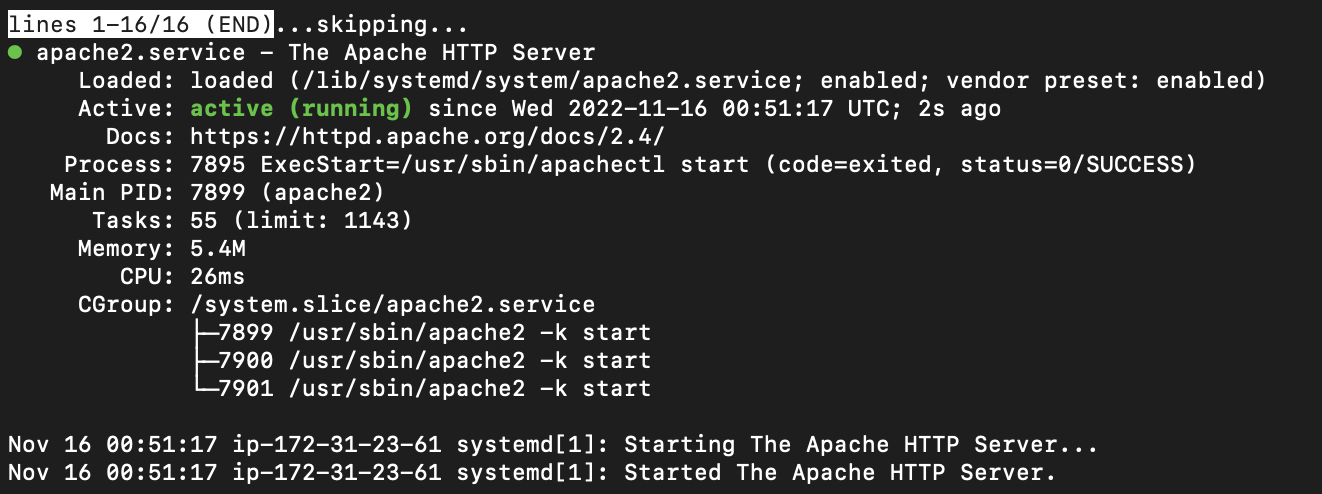 lines 1-16/16 (END)...skipping...
● apache2.service - The Apache HTTP Server
     Loaded: loaded (/lib/systemd/system/apache2.service; enabled; vendor preset: enabled)
     Active: active (running) since Wed 2022-11-16 00:51:17 UTC; 2s ago
       Docs: https://httpd.apache.org/docs/2.4/
    Process: 7895 ExecStart=/usr/sbin/apachectl start (code=exited, status=0/SUCCESS)
   Main PID: 7899 (apache2)
      Tasks: 55 (limit: 1143)
     Memory: 5.4M
        CPU: 26ms
     CGroup: /system.slice/apache2.service
             ├─7899 /usr/sbin/apache2 -k start
             ├─7900 /usr/sbin/apache2 -k start
             └─7901 /usr/sbin/apache2 -k start

Nov 16 00:51:17 ip-172-31-23-61 systemd[1]: Starting The Apache HTTP Server...
Nov 16 00:51:17 ip-172-31-23-61 systemd[1]: Started The Apache HTTP Server.